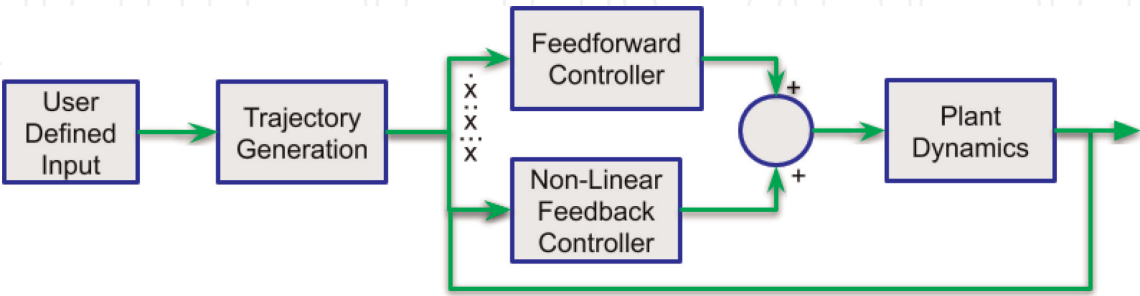 User
Defined
Input
Trajectory
Generation
ẋ
ẍ
x⃛
Feedforward
Controller
Non-Linear
Feedback
Controller
+
+
Plant
Dynamics